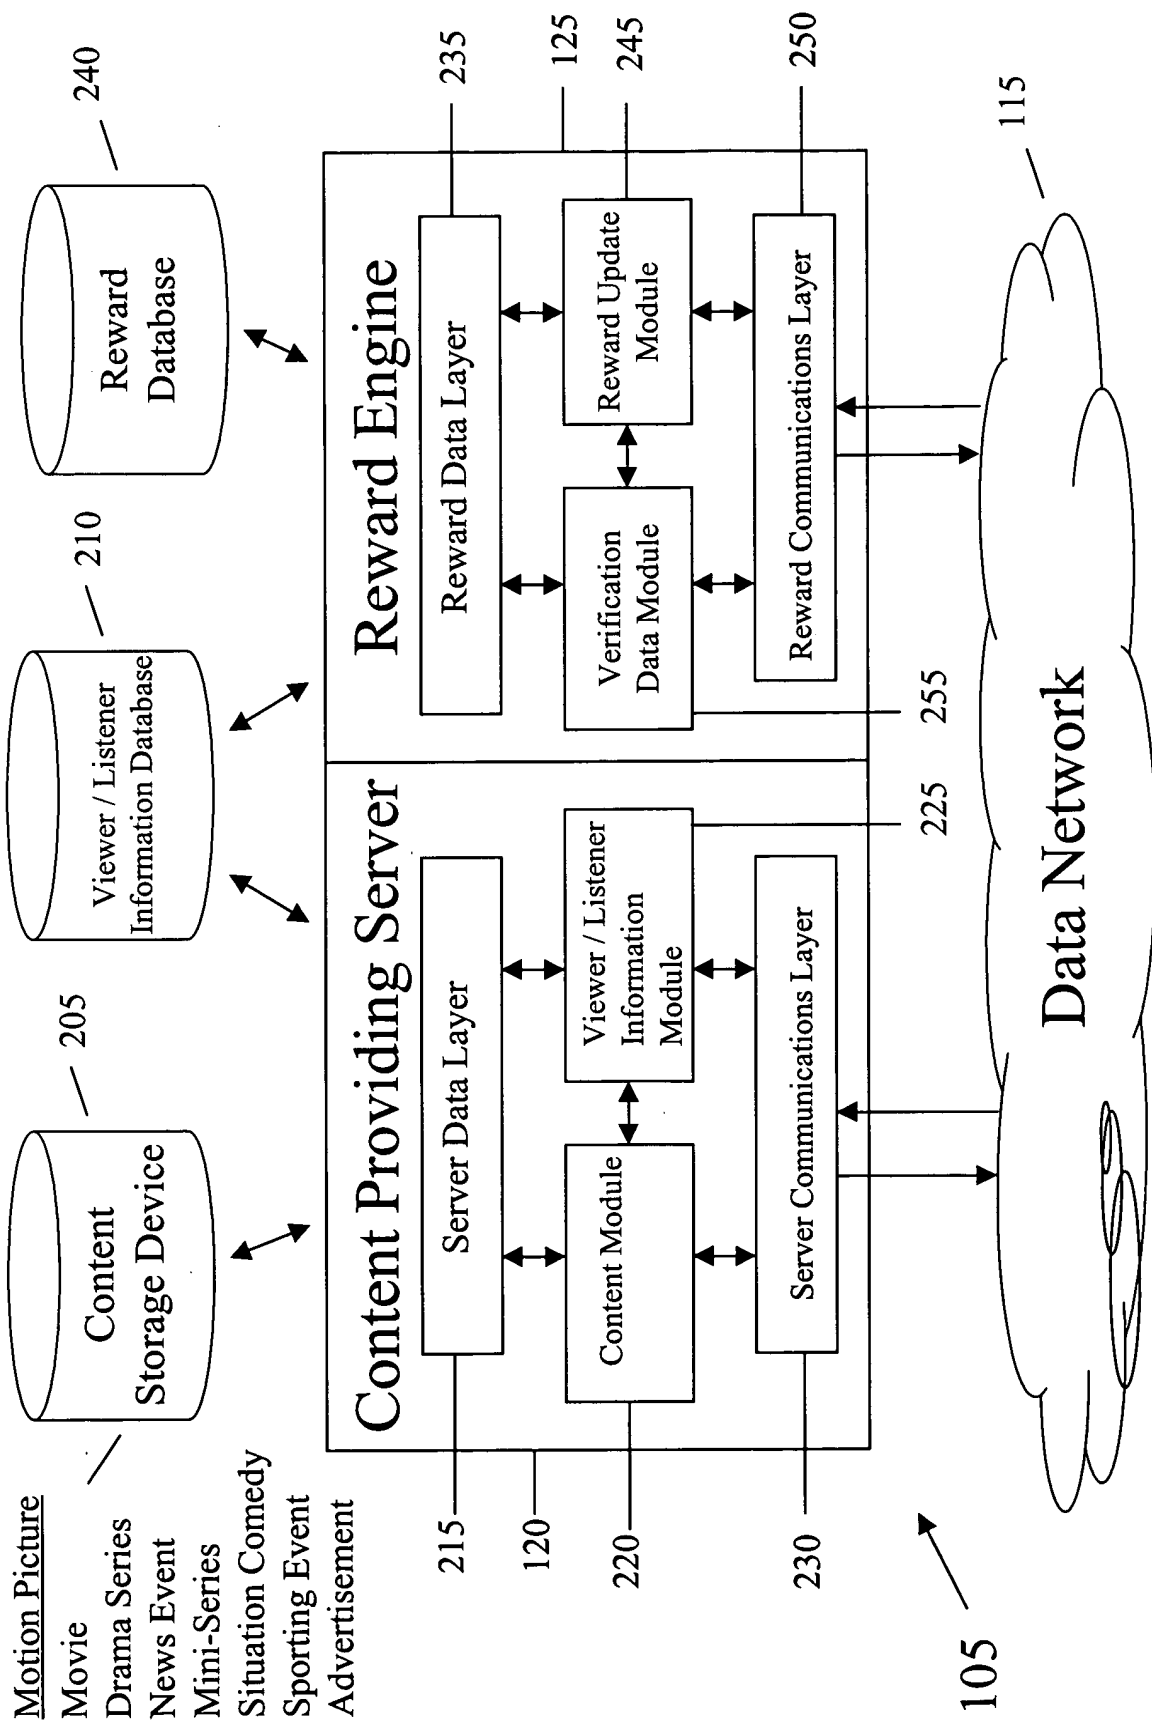 Motion Picture
Movie
Drama Series
News Event
Mini-Series
Situation Comedy
Sporting Event
Advertisement
Content
Storage Device
205
Viewer / Listener
Information Database
210
Reward
Database
240
Content Providing Server
Reward Engine
215
Server Data Layer
Reward Data Layer
235
120
125
220
Content Module
Viewer / Listener
Information
Module
Verification
Data Module
Reward Update
Module
245
230
Server Communications Layer
Reward Communications Layer
250
225
255
105
Data Network
115